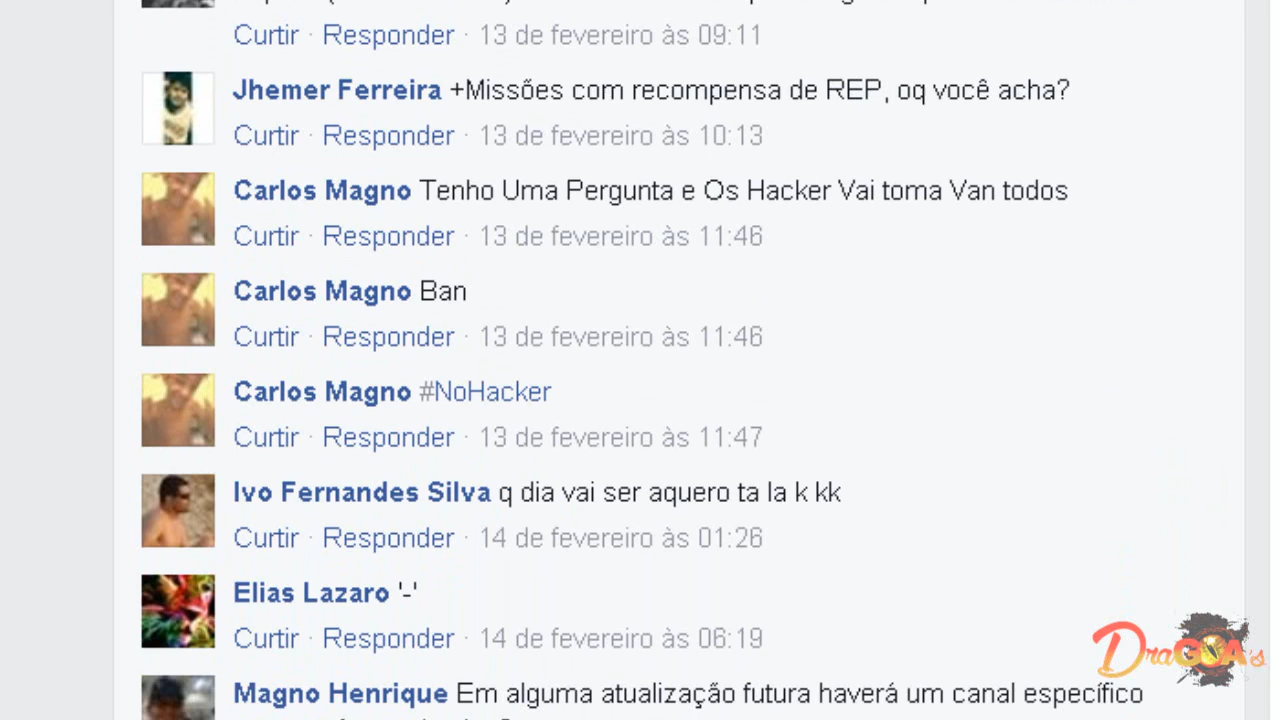 Curtir · Responder · 13 de fevereiro às 09:11
Jhemer Ferreira +Missões com recompensa de REP, oq você acha?
Curtir · Responder · 13 de fevereiro às 10:13
Carlos Magno Tenho Uma Pergunta e Os Hacker Vai toma Van todos
Curtir · Responder · 13 de fevereiro às 11:46
Carlos Magno Ban
Curtir · Responder · 13 de fevereiro às 11:46
Carlos Magno #NoHacker
Curtir · Responder · 13 de fevereiro às 11:47
Ivo Fernandes Silva q dia vai ser aquero ta la k kk
Curtir · Responder · 14 de fevereiro às 01:26
Elias Lazaro '-'
Curtir · Responder · 14 de fevereiro às 06:19
DraGOA's
Magno Henrique Em alguma atualização futura haverá um canal específico